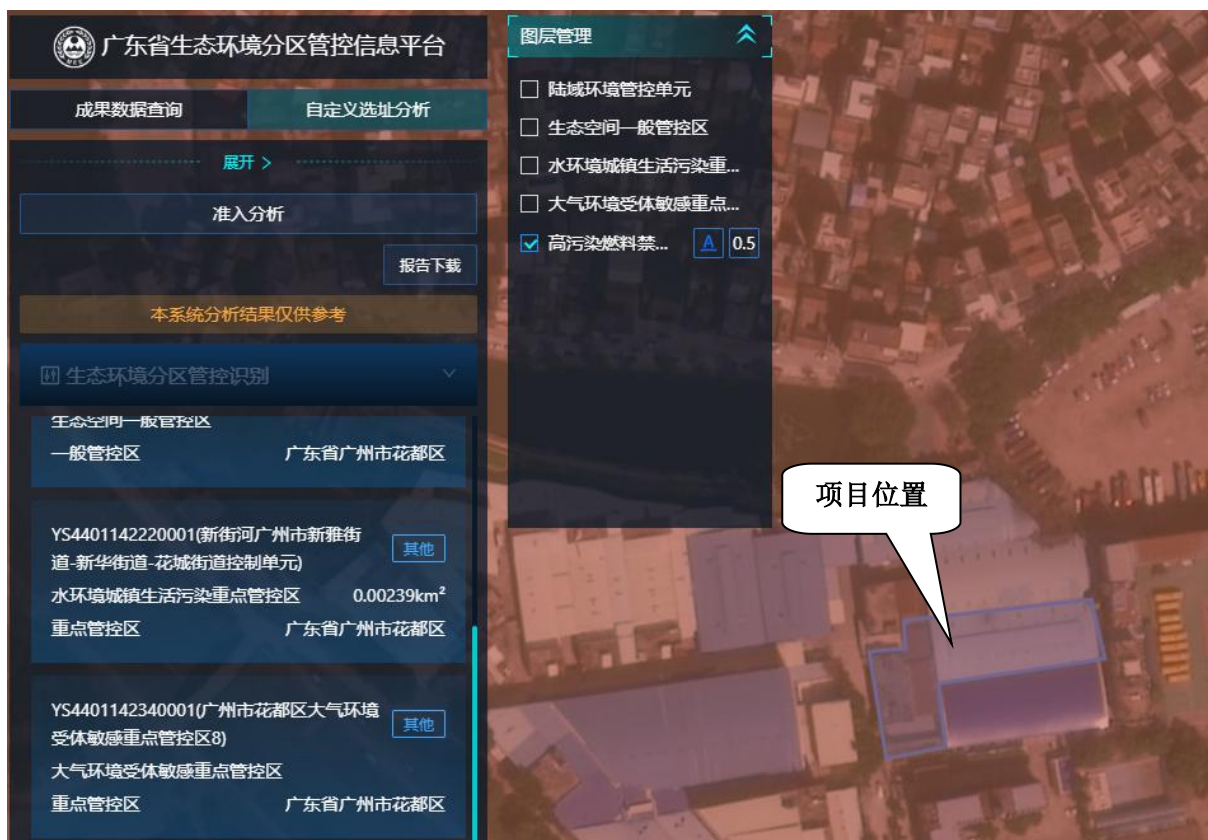 广东省生态环境分区管控信息平台
成果数据查询
自定义选址分析
展开 >
准入分析
报告下载
本系统分析结果仅供参考
生态环境分区管控识别
生态空间一般管控区
一般管控区 广东省广州市花都区
YS4401142220001(新街河广州市新雅街
道-新华街道-花城街道控制单元)
其他
水环境城镇生活污染重点管控区 0.00239km²
重点管控区 广东省广州市花都区
YS4401142340001(广州市花都区大气环境
受体敏感重点管控区8)
其他
大气环境受体敏感重点管控区
重点管控区 广东省广州市花都区
图层管理
陆域环境管控单元
生态空间一般管控区
水环境城镇生活污染重...
大气环境受体敏感重点...
高污染燃料禁... A 0.5
项目位置